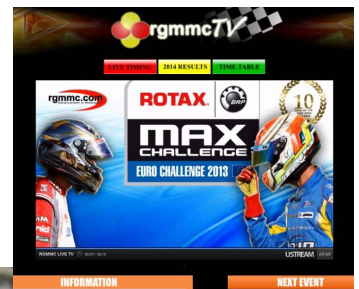 rgmmcTV
LIVE TIMING 2014 RESULTS TIME TABLE
rgmmc.com
ROTAX. BRP
10
MAX
CHALLENGE
EURO CHALLENGE 2013
RGMMC LIVE TV
USTREAM
INFORMATION NEXT EVENT